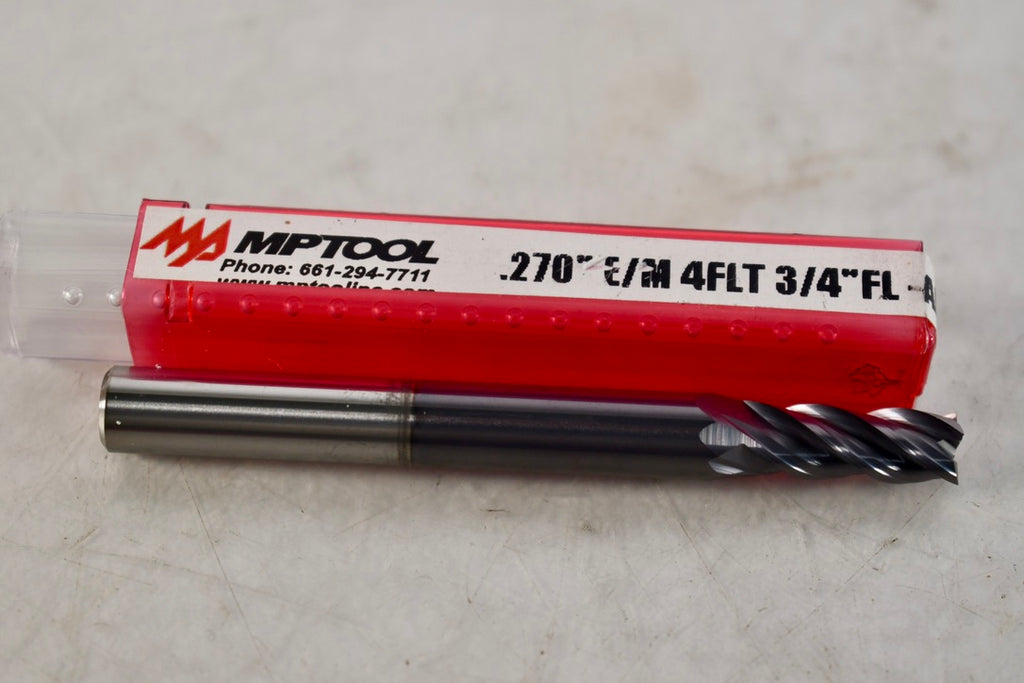 MPTOOL
Phone: 661-294-7711
.270" E/M 4FLT 3/4" FL -A